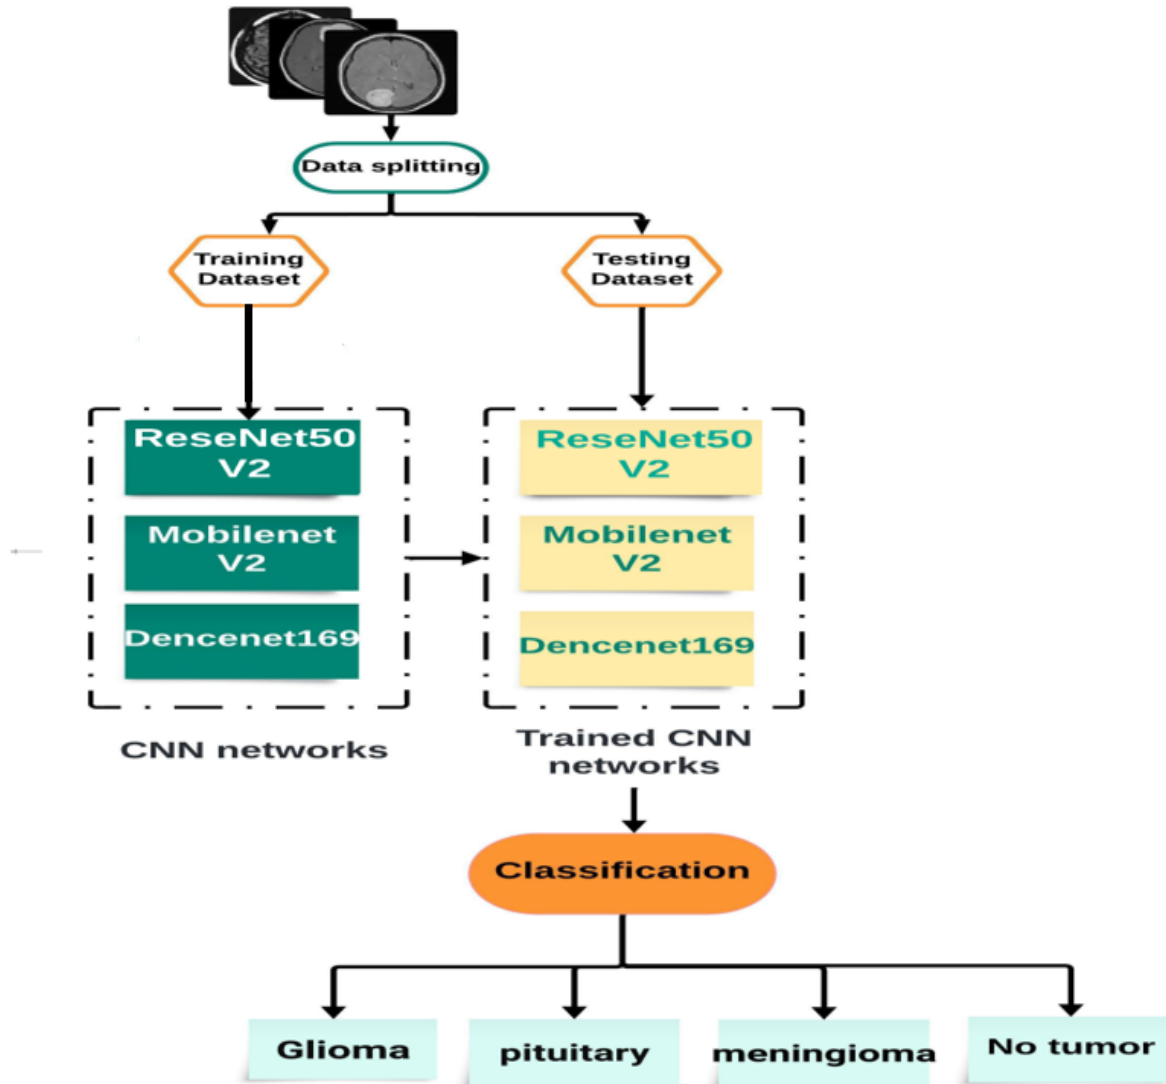 Data splitting
Training
Dataset
Testing
Dataset
ReseNet50
V2
Mobilenet
V2
Dencenet169
CNN networks
ReseNet50
V2
Mobilenet
V2
Dencenet169
Trained CNN
networks
Classification
Glioma
pituitary
meningioma
No tumor